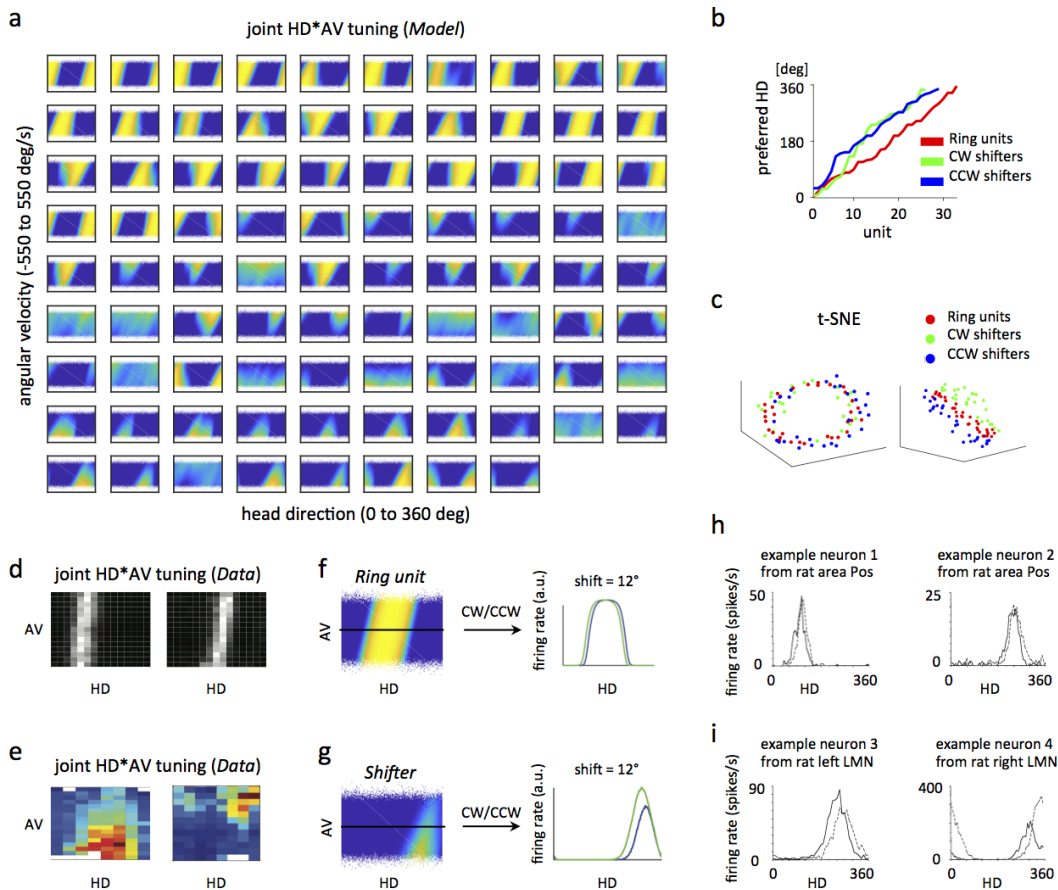 a
joint HD*AV tuning (Model)
angular velocity (-550 to 550 deg/s)
head direction (0 to 360 deg)
b
[deg]
360
180
0
preferred HD
0 10 20 30
unit
Ring units
CW shifters
CCW shifters
c
t-SNE
Ring units
CW shifters
CCW shifters
d
joint HD*AV tuning (Data)
AV
HD HD
e
joint HD*AV tuning (Data)
AV
HD HD
f
Ring unit
AV
HD
CW/CCW
shift = 12°
firing rate (a.u.)
HD
g
Shifter
AV
HD
CW/CCW
shift = 12°
firing rate (a.u.)
HD
h
example neuron 1
from rat area Pos
firing rate (spikes/s)
50
0
0 HD 360
example neuron 2
from rat area Pos
25
0
0 HD 360
i
example neuron 3
from rat left LMN
firing rate (spikes/s)
90
0
0 HD 360
example neuron 4
from rat right LMN
400
0
0 HD 360